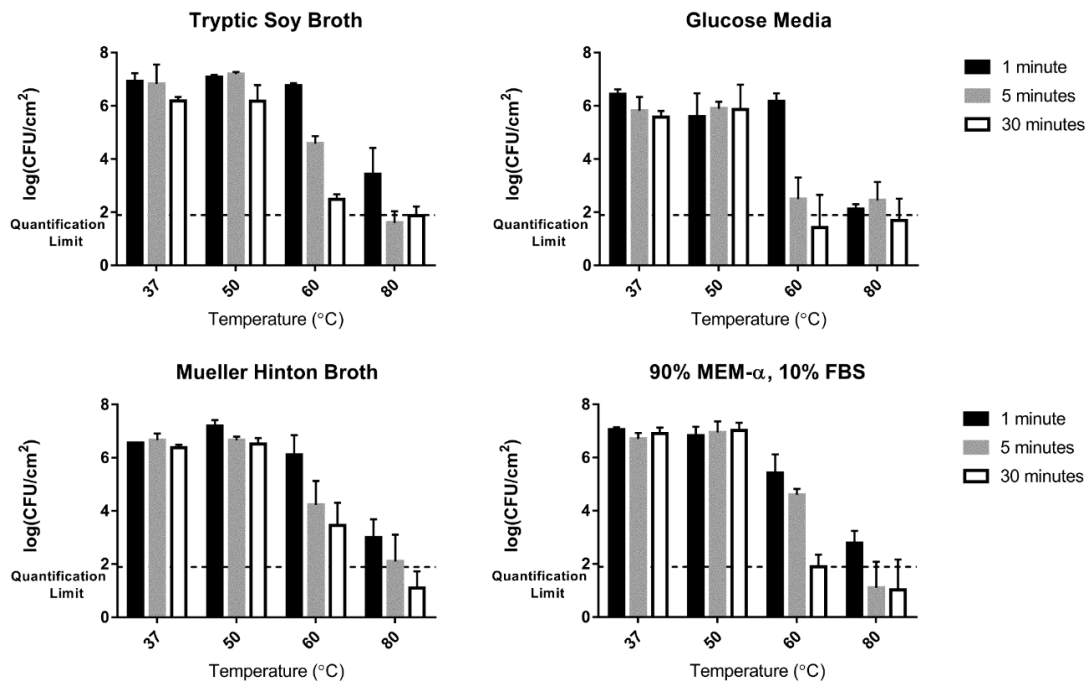 Tryptic Soy Broth
8
6
4
2
0
log(CFU/cm²)
Quantification
Limit
37
50
60
80
Temperature (°C)
Glucose Media
8
6
4
2
0
log(CFU/cm²)
Quantification
Limit
37
50
60
80
Temperature (°C)
1 minute
5 minutes
30 minutes
Mueller Hinton Broth
8
6
4
2
0
log(CFU/cm²)
Quantification
Limit
37
50
60
80
Temperature (°C)
90% MEM-α, 10% FBS
8
6
4
2
0
log(CFU/cm²)
Quantification
Limit
37
50
60
80
Temperature (°C)
1 minute
5 minutes
30 minutes